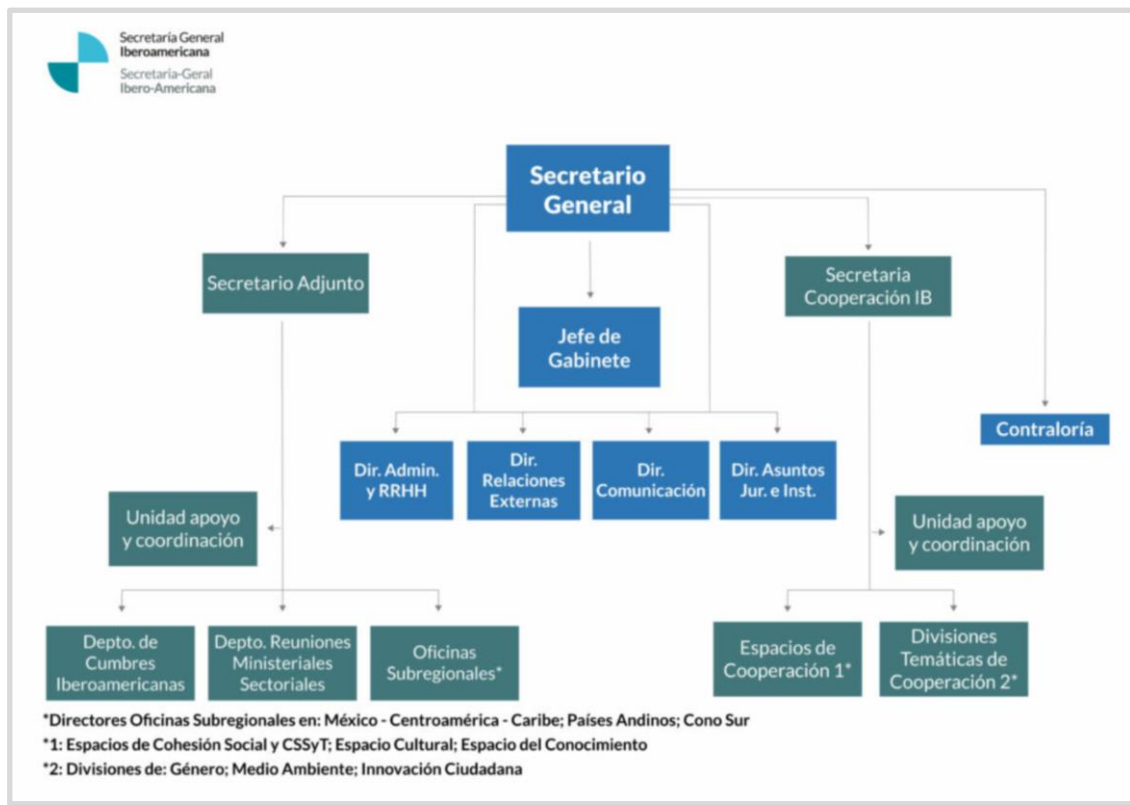 Secretaría General
Iberoamericana
Secretaria-Geral
Ibero-Americana
Secretario
General
Secretario Adjunto
Secretaria
Cooperación IB
Jefe de
Gabinete
Contraloría
Dir. Admin.
y RRHH
Dir.
Relaciones
Externas
Dir.
Comunicación
Dir. Asuntos
Jur. e Inst.
Unidad apoyo
y coordinación
Unidad apoyo
y coordinación
Depto. de
Cumbres
Iberoamericanas
Depto. Reuniones
Ministeriales
Sectoriales
Oficinas
Subregionales*
Espacios de
Cooperación 1*
Divisiones
Temáticas de
Cooperación 2*
*Directores Oficinas Subregionales en: México - Centroamérica - Caribe; Países Andinos; Cono Sur
*1: Espacios de Cohesión Social y CSSyT; Espacio Cultural; Espacio del Conocimiento
*2: Divisiones de: Género; Medio Ambiente; Innovación Ciudadana